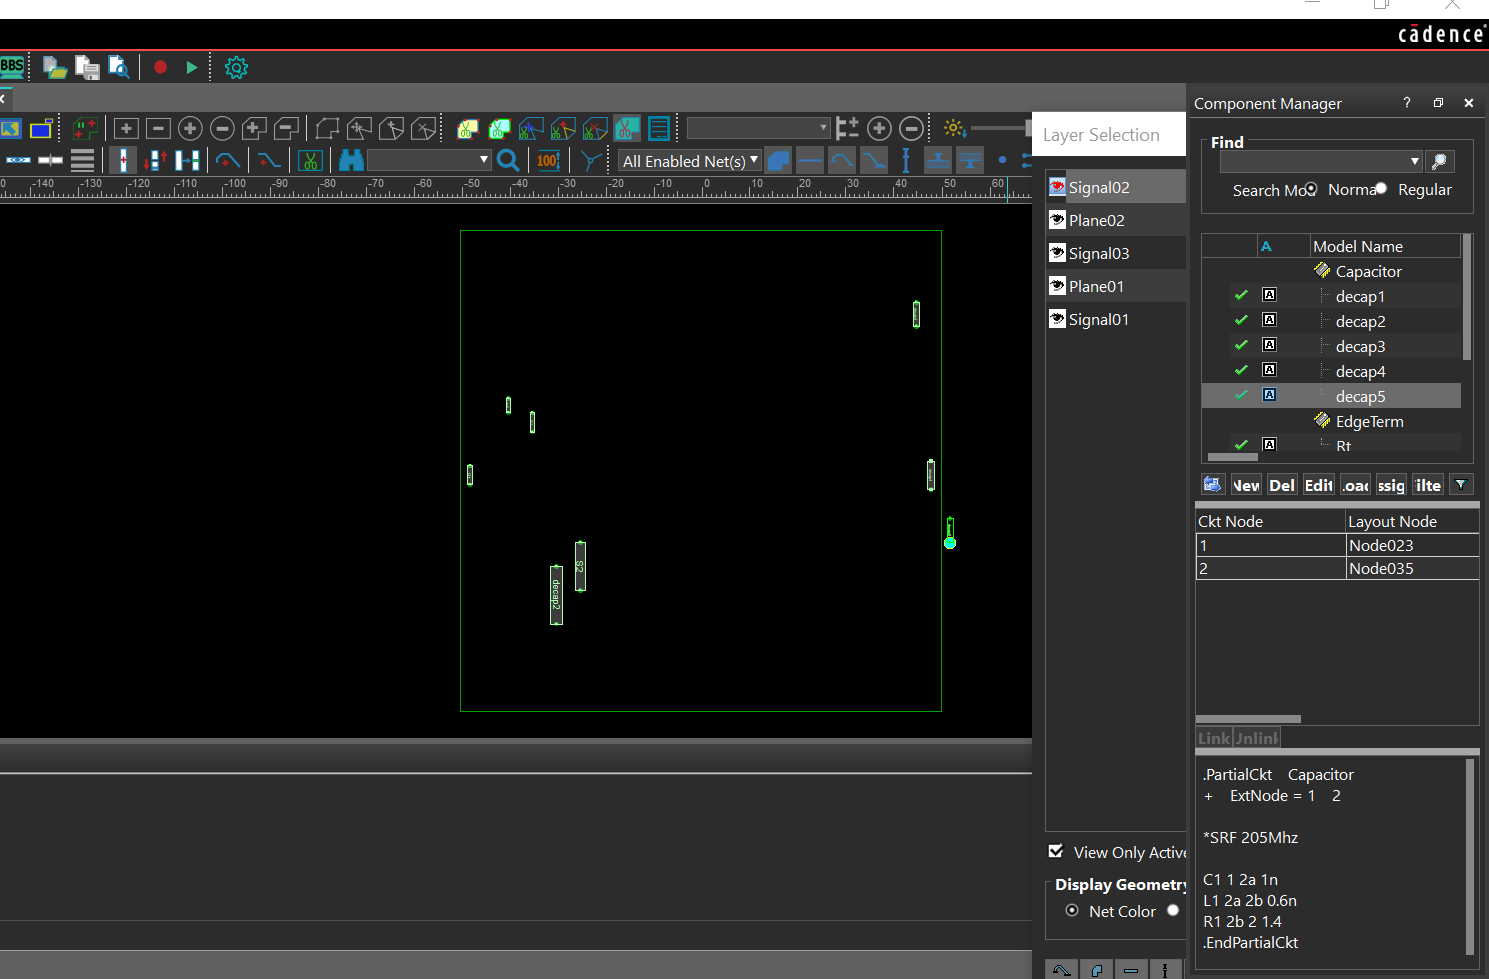 cādence
BBS
Component Manager ?
Layer Selection
Find
100
All Enabled Net(s)
Search Mod Norma Regular
0 -140 -130 -120 -110 -100 -90 -80 -70 -60 -50 -40 -30 -20 -10 0 10 20 30 40 50 60
Signal02
Plane02
Signal03
Plane01
Signal01
A Model Name
Capacitor
A decap1
A decap2
A decap3
A decap4
A decap5
EdgeTerm
A Rt
New Del Edit .oad ssig ilte
Ckt Node Layout Node
1 Node023
2 Node035
S2
decap2
Link Jnlink
.PartialCkt Capacitor
+ ExtNode = 1 2
*SRF 205Mhz
C1 1 2a 1n
L1 2a 2b 0.6n
R1 2b 2 1.4
.EndPartialCkt
View Only Active
Display Geometry
Net Color